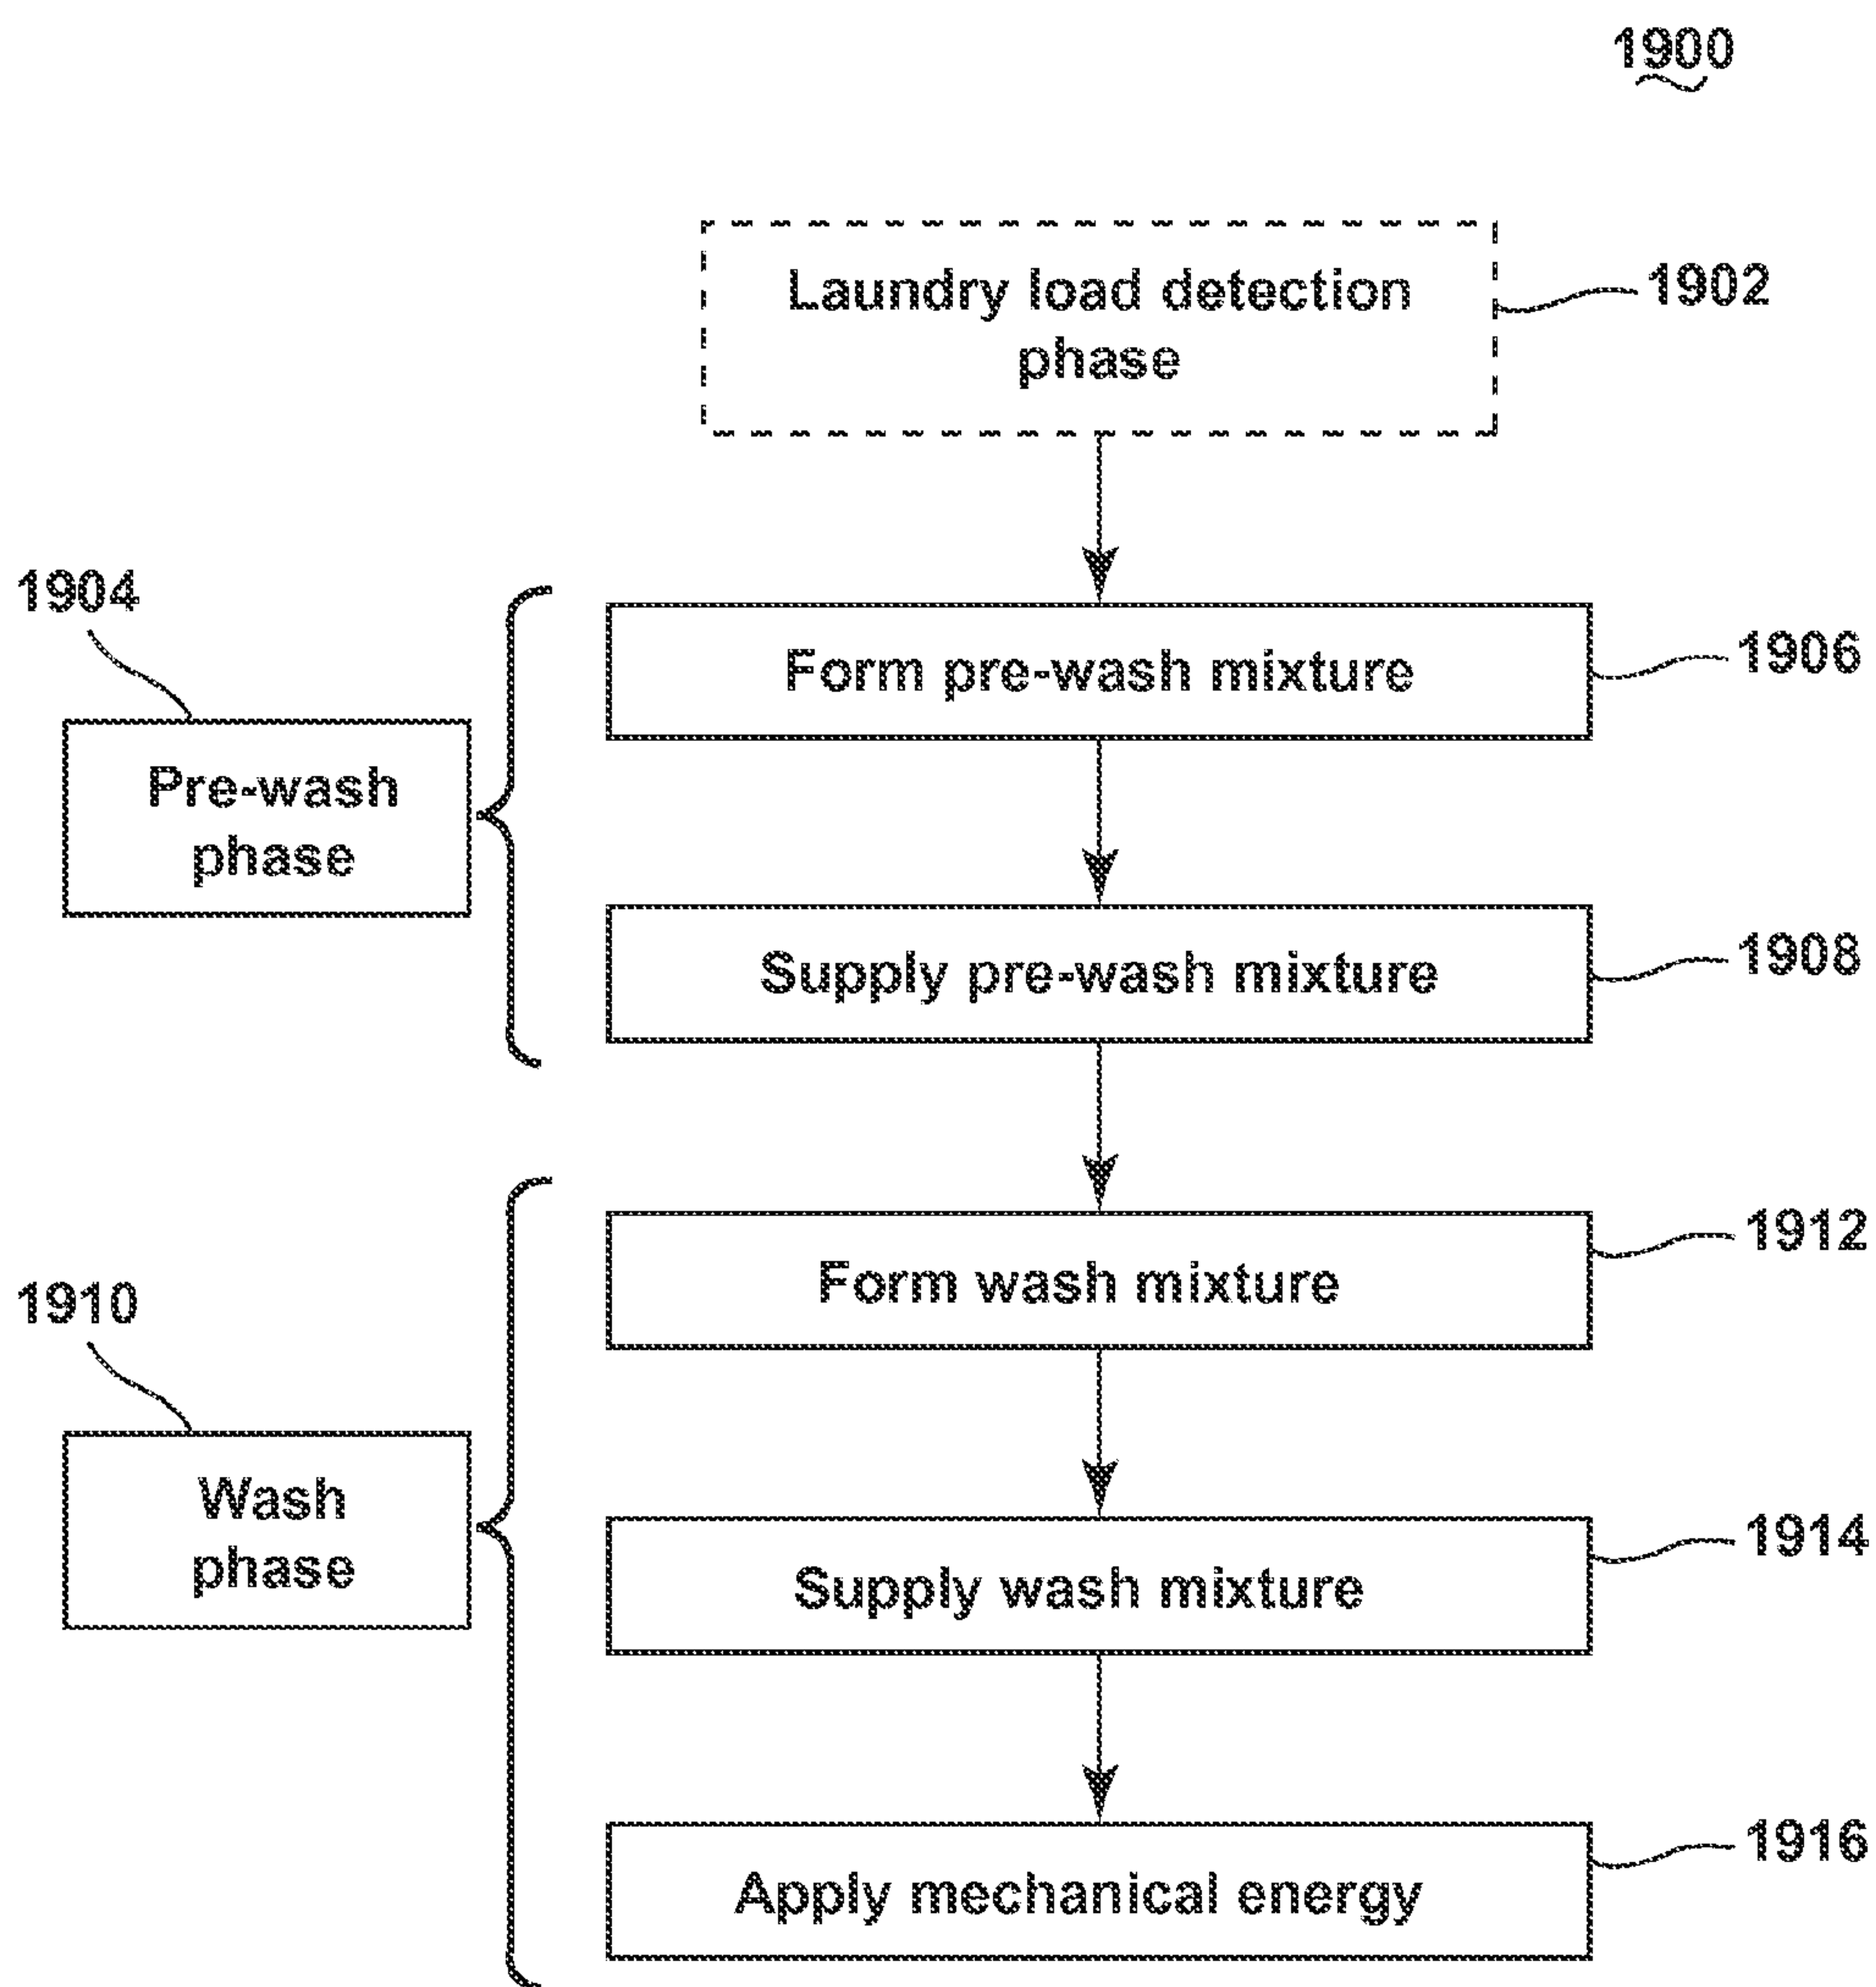 1900
Laundry load detection
phase
1902
1904
Pre-wash
phase
Form pre-wash mixture
1906
Supply pre-wash mixture
1908
1910
Wash
phase
Form wash mixture
1912
Supply wash mixture
1914
Apply mechanical energy
1916